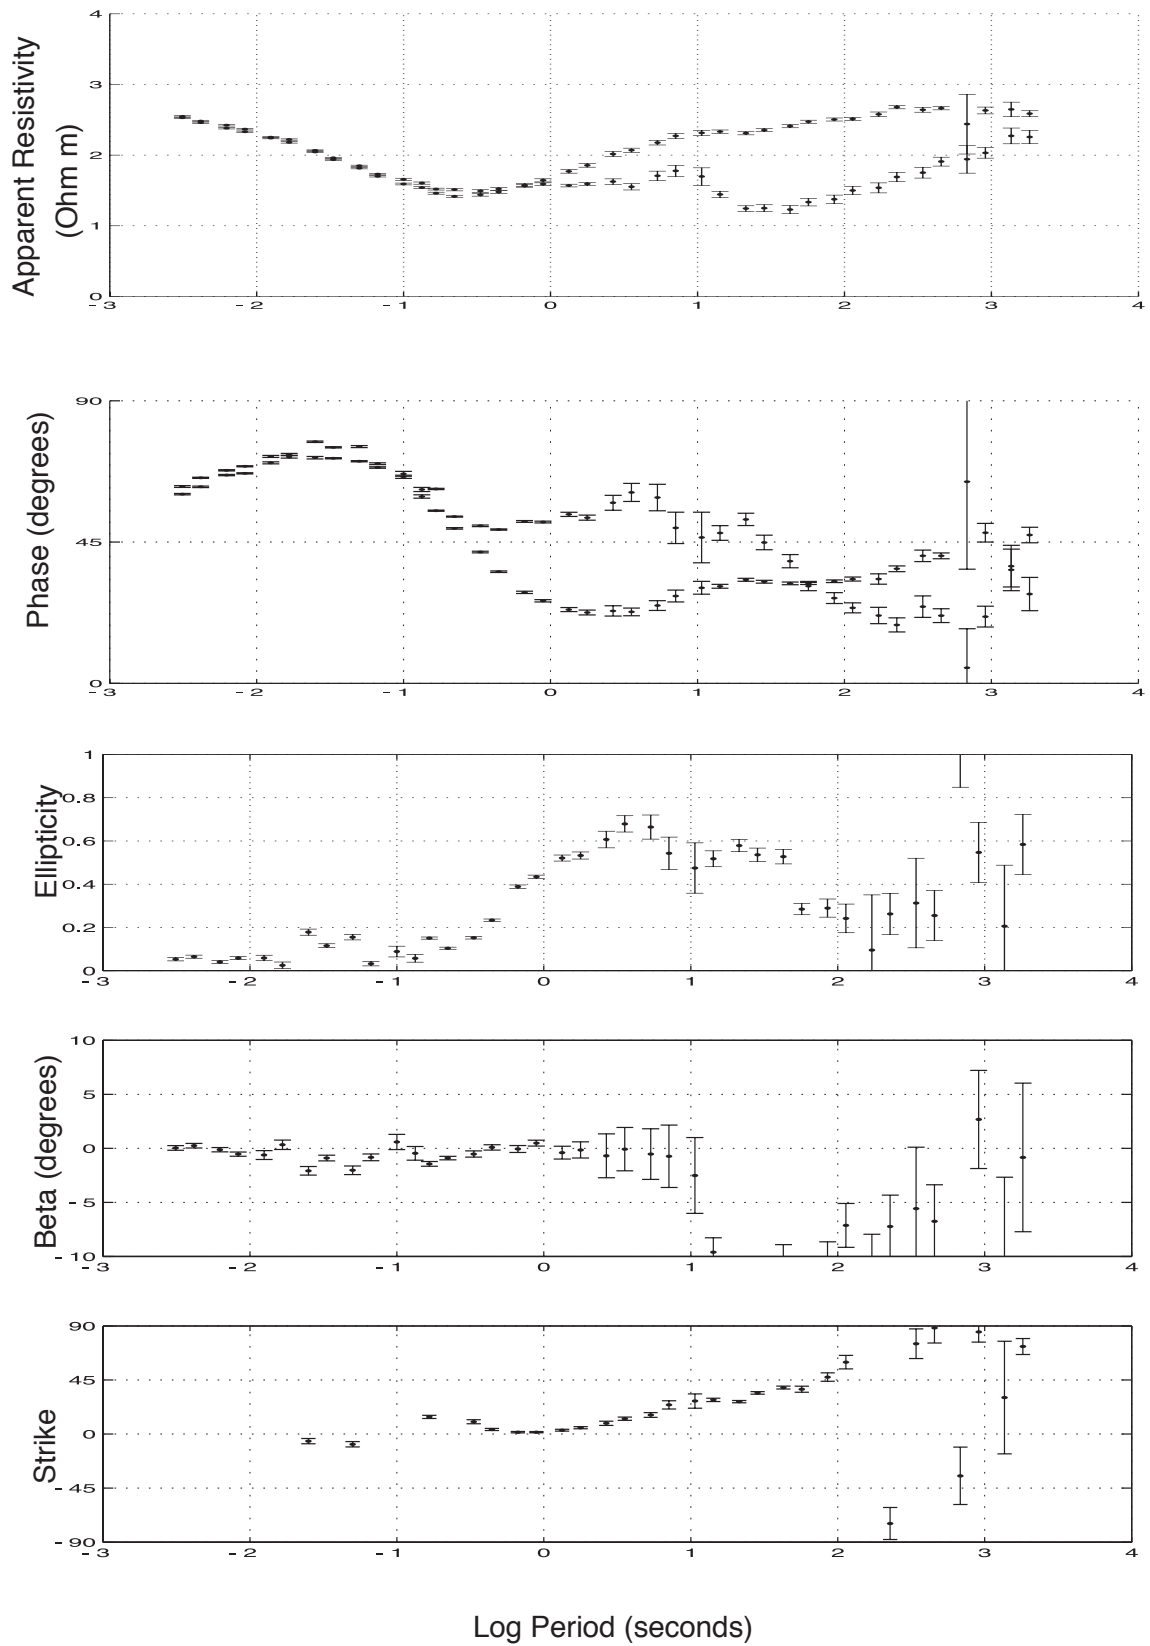 Apparent Resistivity
(Ohm m)
4
3
2
1
0
-3 -2 -1 0 1 2 3 4
Phase (degrees)
90
45
0
-3 -2 -1 0 1 2 3 4
Ellipticity
1
0.8
0.6
0.4
0.2
0
-3 -2 -1 0 1 2 3 4
Beta (degrees)
10
5
0
-5
-10
-3 -2 -1 0 1 2 3 4
Strike
90
45
0
-45
-90
-3 -2 -1 0 1 2 3 4
Log Period (seconds)